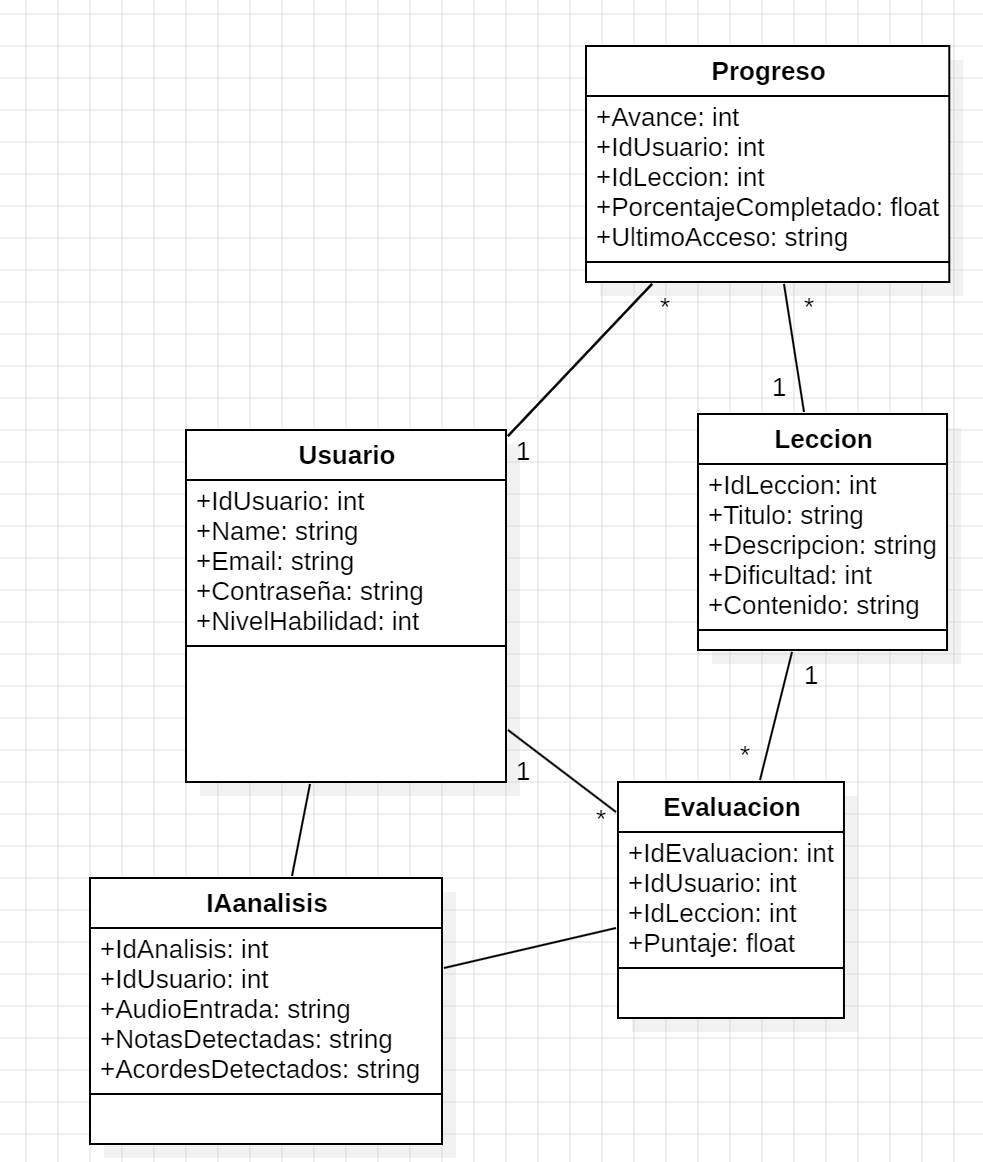 Progreso
+Avance: int
+IdUsuario: int
+IdLeccion: int
+PorcentajeCompletado: float
+UltimoAcceso: string
*
*
1
1
Usuario
+IdUsuario: int
+Name: string
+Email: string
+Contraseña: string
+NivelHabilidad: int
Leccion
+IdLeccion: int
+Titulo: string
+Descripcion: string
+Dificultad: int
+Contenido: string
1
*
1
*
Evaluacion
+IdEvaluacion: int
+IdUsuario: int
+IdLeccion: int
+Puntaje: float
IAanalisis
+IdAnalisis: int
+IdUsuario: int
+AudioEntrada: string
+NotasDetectadas: string
+AcordesDetectados: string